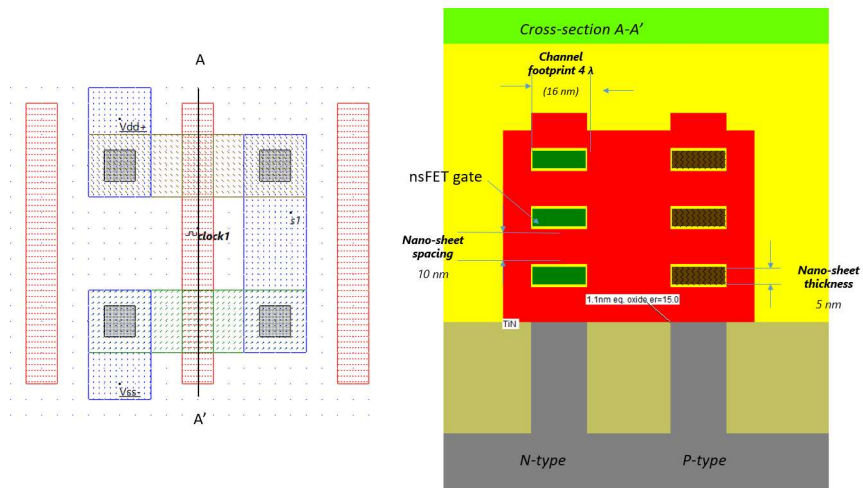 A
Vdd+
s1
clock1
Vss-
A'
Cross-section A-A'
Channel
footprint 4 λ
(16 nm)
nsFET gate
Nano-sheet
spacing
10 nm
Nano-sheet
thickness
5 nm
1.1nm eq. oxide er=15.0
TiN
N-type
P-type